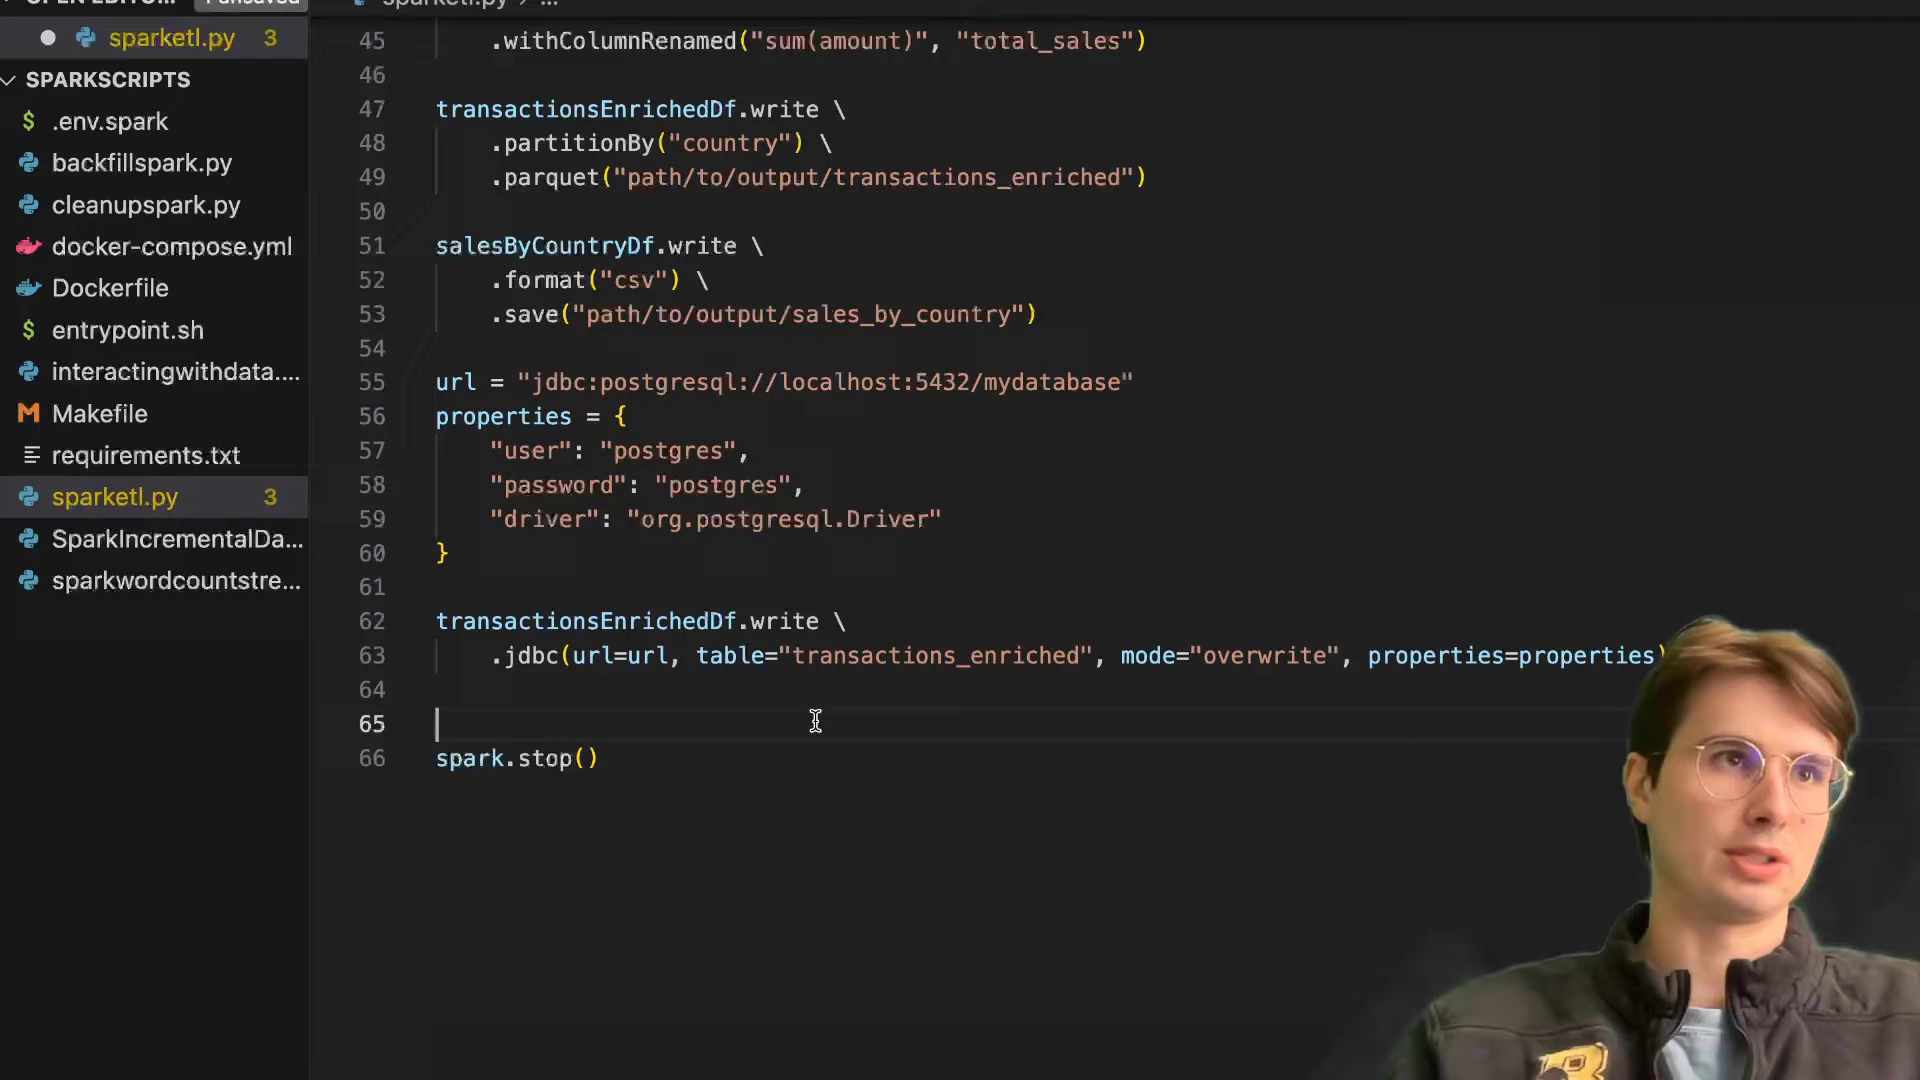 sparketl.py 3
SPARKSCRIPTS
$ .env.spark
backfillspark.py
cleanupspark.py
docker-compose.yml
Dockerfile
$ entrypoint.sh
interactingwithdata....
Makefile
requirements.txt
sparketl.py 3
SparkIncrementalDa...
sparkwordcountstre...
45 .withColumnRenamed("sum(amount)", "total_sales")
46
47 transactionsEnrichedDf.write \
48 .partitionBy("country") \
49 .parquet("path/to/output/transactions_enriched")
50
51 salesByCountryDf.write \
52 .format("csv") \
53 .save("path/to/output/sales_by_country")
54
55 url = "jdbc:postgresql://localhost:5432/mydatabase"
56 properties = {
57 "user": "postgres",
58 "password": "postgres",
59 "driver": "org.postgresql.Driver"
60 }
61
62 transactionsEnrichedDf.write \
63 .jdbc(url=url, table="transactions_enriched", mode="overwrite", properties=properties)
64
65
66 spark.stop()